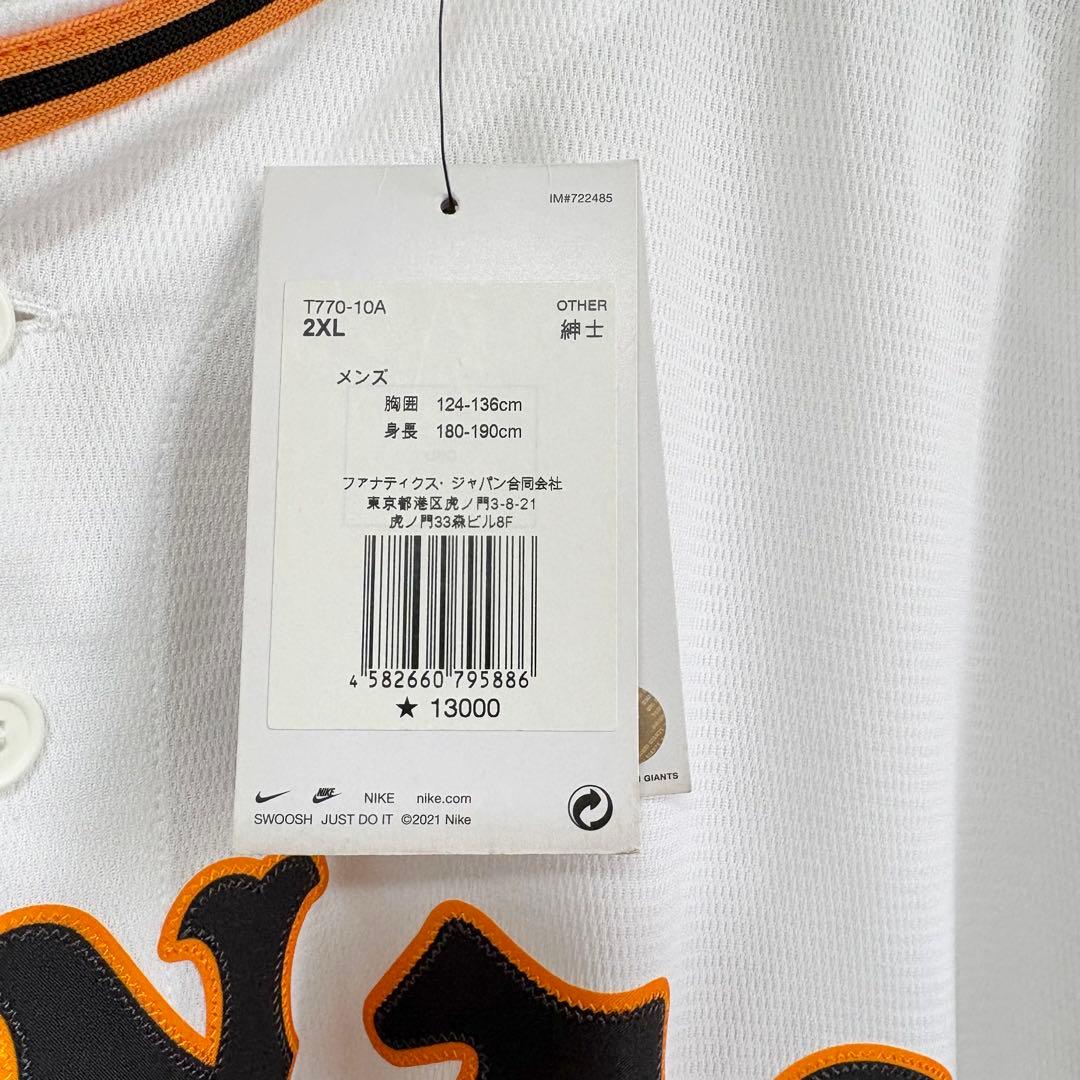 IM#722485
T770-10A
OTHER
2XL
紳士
メンズ
胸囲 124-136cm
身長 180-190cm
ファナティクス・ジャパン合同会社
東京都港区虎ノ門3-8-21
虎ノ門33森ビル8F
4 582660 795886
★ 13000
GIANTS
NIKE NIKE nike.com
SWOOSH JUST DO IT ©2021 Nike